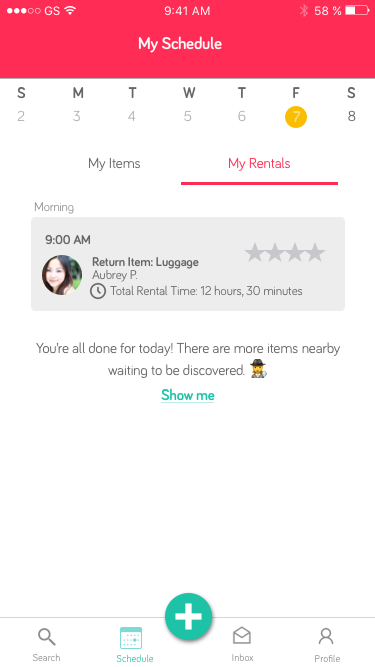 GS 9:41 AM 58 %
My Schedule
S M T W T F S
2 3 4 5 6 7 8
My Items My Rentals
Morning
9:00 AM
Return Item: Luggage
Aubrey P.
Total Rental Time: 12 hours, 30 minutes
You're all done for today! There are more items nearby
waiting to be discovered.
Show me
Search Schedule Inbox Profile